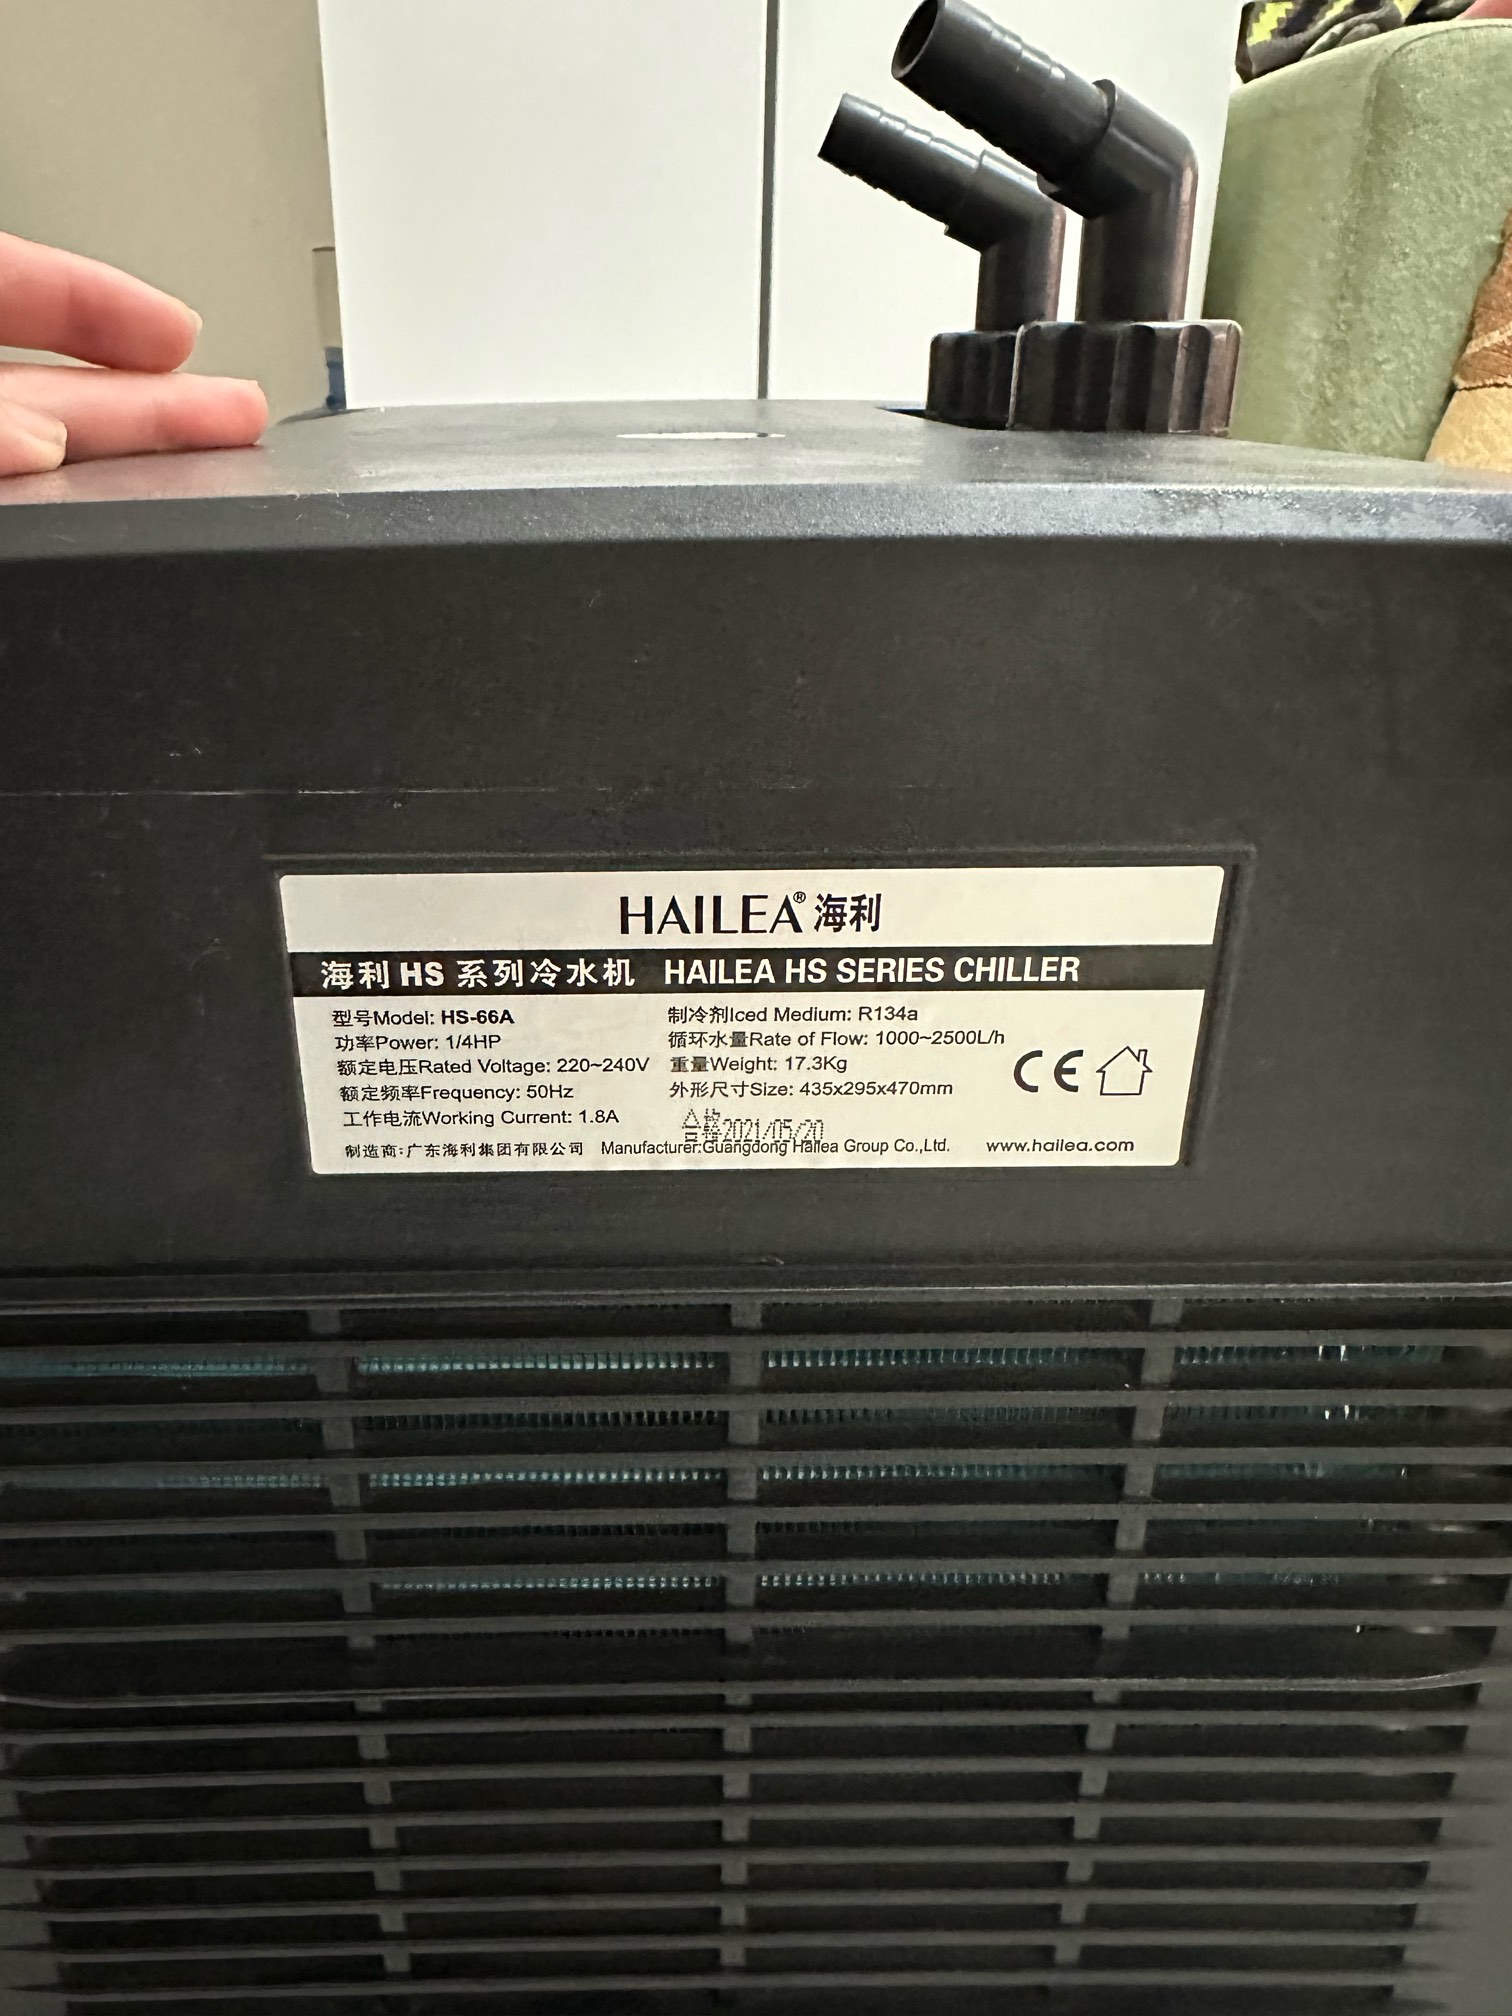 HAILEA® 海利
海利 HS 系列冷水机 HAILEA HS SERIES CHILLER
型号Model: HS-66A 制冷剂Iced Medium: R134a
功率Power: 1/4HP 循环水量Rate of Flow: 1000~2500L/h
额定电压Rated Voltage: 220~240V 重量Weight: 17.3Kg
额定频率Frequency: 50Hz 外形尺寸Size: 435x295x470mm
CE
工作电流Working Current: 1.8A
合格 2021/05/20
制造商:广东海利集团有限公司 Manufacturer:Guangdong Hailea Group Co.,Ltd. www.hailea.com